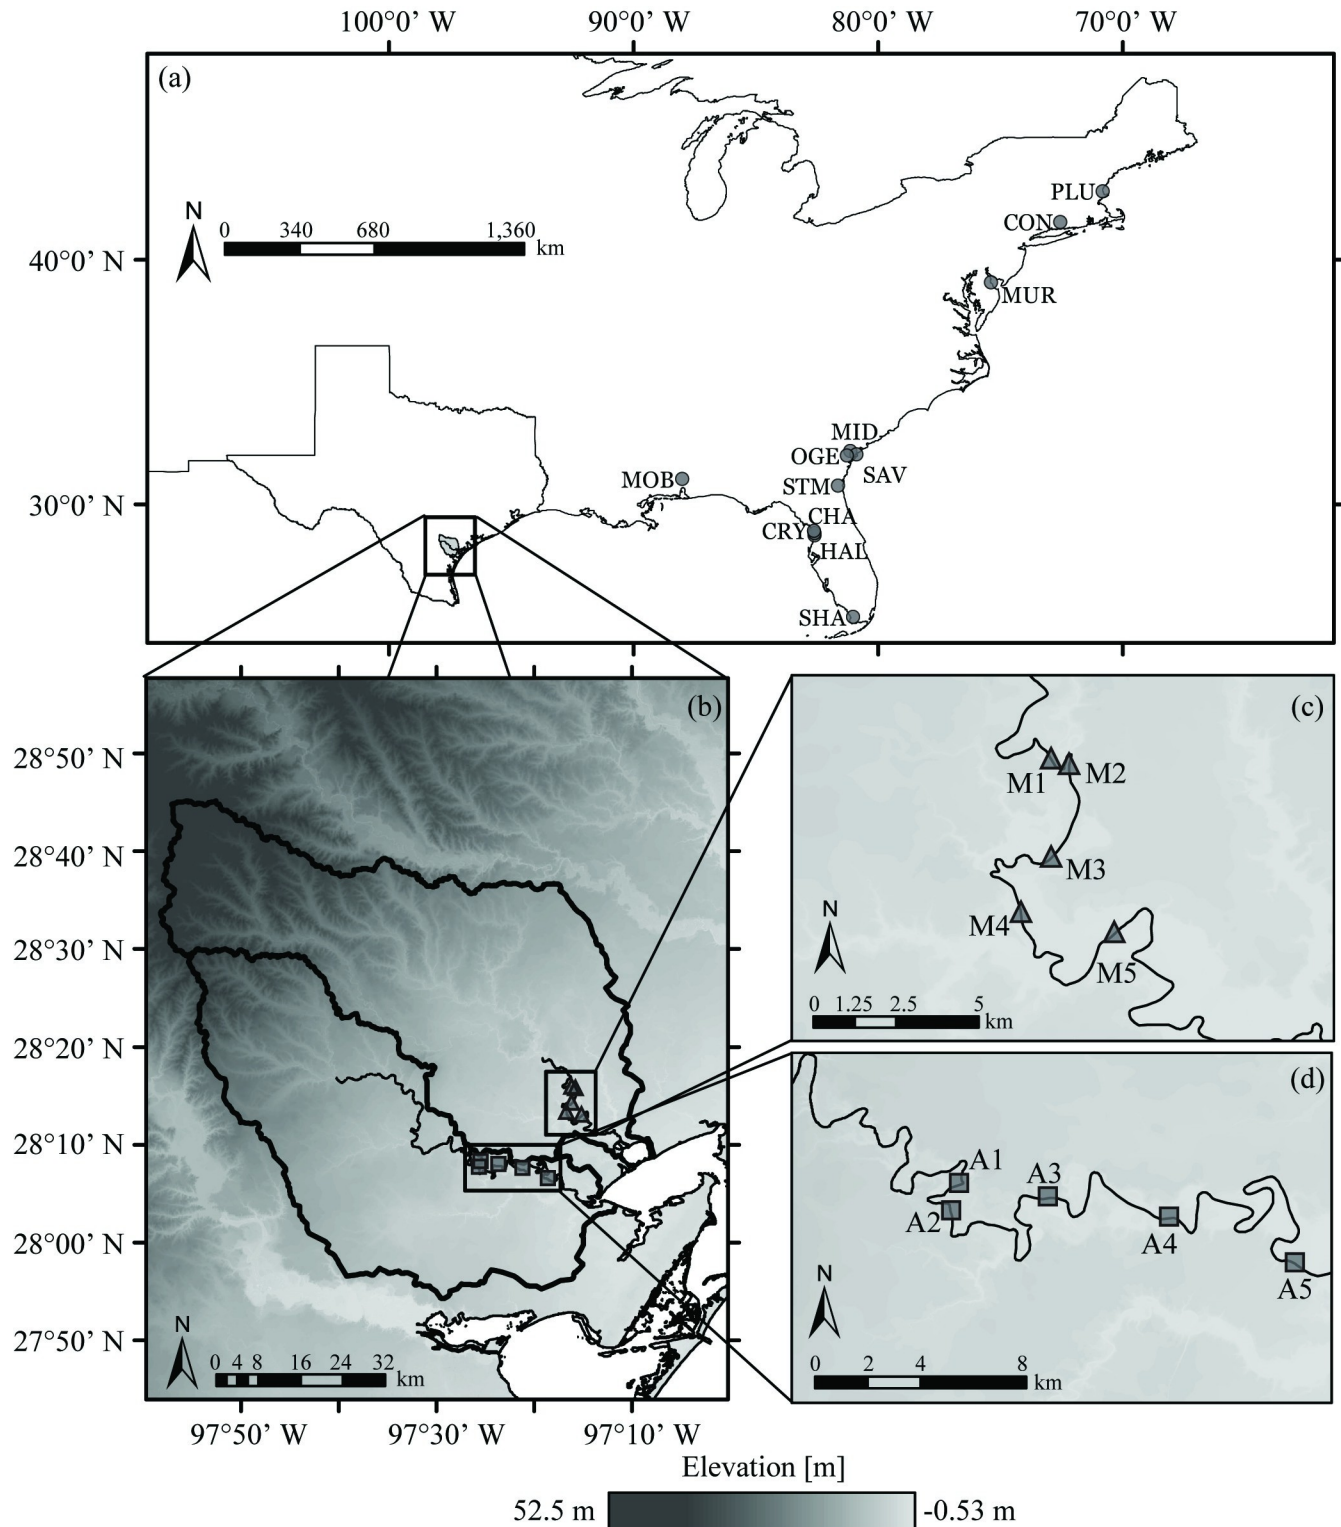 100°0’ W 90°0’ W 80°0’ W 70°0’ W
(a)
PLU
CON
N
0 340 680 1,360 km
40°0’ N
MUR
MID
OGE
SAV
MOB
STM
30°0’ N
CHA
CRY
HAL
SHA
(b)
28°50’ N
28°40’ N
28°30’ N
28°20’ N
28°10’ N
28°00’ N
27°50’ N
N
0 4 8 16 24 32 km
97°50’ W 97°30’ W 97°10’ W
(c)
M1 M2
M3
M4
M5
N
0 1.25 2.5 5 km
(d)
A1
A3
A2
A4
A5
N
0 2 4 8 km
Elevation [m]
52.5 m -0.53 m